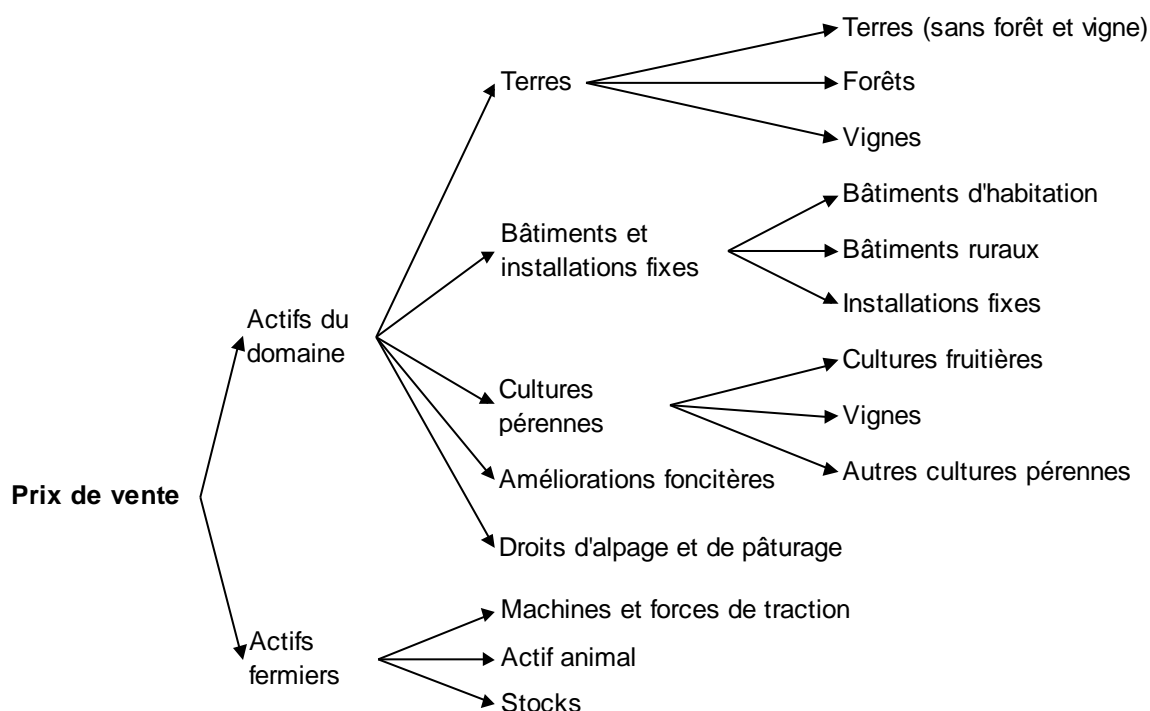 Terres (sans forêt et vigne)
Terres
Forêts
Vignes
Bâtiments d'habitation
Bâtiments et
installations fixes
Bâtiments ruraux
Installations fixes
Actifs du
domaine
Cultures fruitières
Cultures
pérennes
Vignes
Autres cultures pérennes
Améliorations foncitères
Prix de vente
Droits d'alpage et de pâturage
Machines et forces de traction
Actifs
fermiers
Actif animal
Stocks